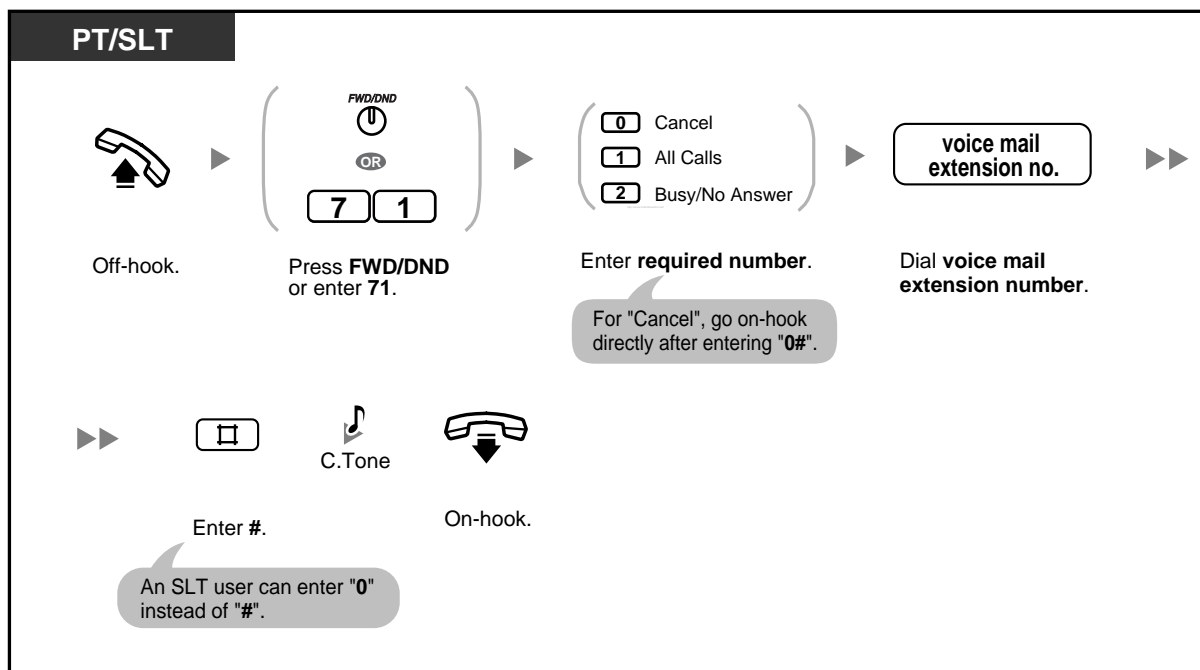 PT/SLT
FWD/DND
OR
7 1
0 Cancel
1 All Calls
2 Busy/No Answer
voice mail
extension no.
Off-hook.
Press FWD/DND
or enter 71.
Enter required number.
For "Cancel", go on-hook
directly after entering "0#".
Dial voice mail
extension number.
#
C.Tone
Enter #.
An SLT user can enter "0"
instead of "#".
On-hook.